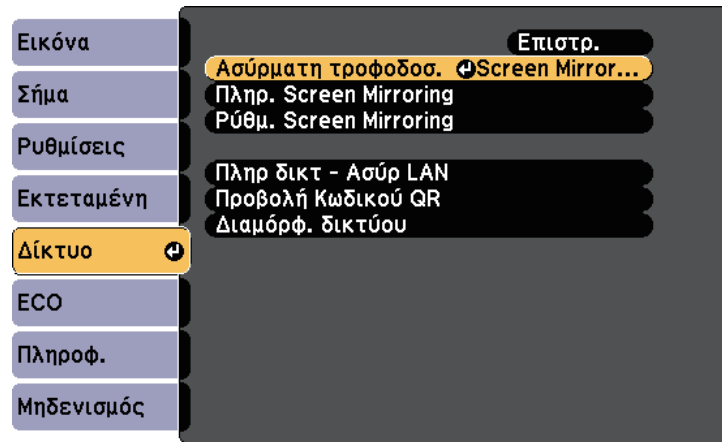 Εικόνα
Σήμα
Ρυθμίσεις
Εκτεταμένη
Δίκτυο
ECO
Πληροφ.
Μηδενισμός
Επιστρ.
Ασύρματη τροφοδοσ. Screen Mirror...
Πληρ. Screen Mirroring
Ρύθμ. Screen Mirroring
Πληρ δικτ - Ασύρ LAN
Προβολή Κωδικού QR
Διαμόρφ. δικτύου